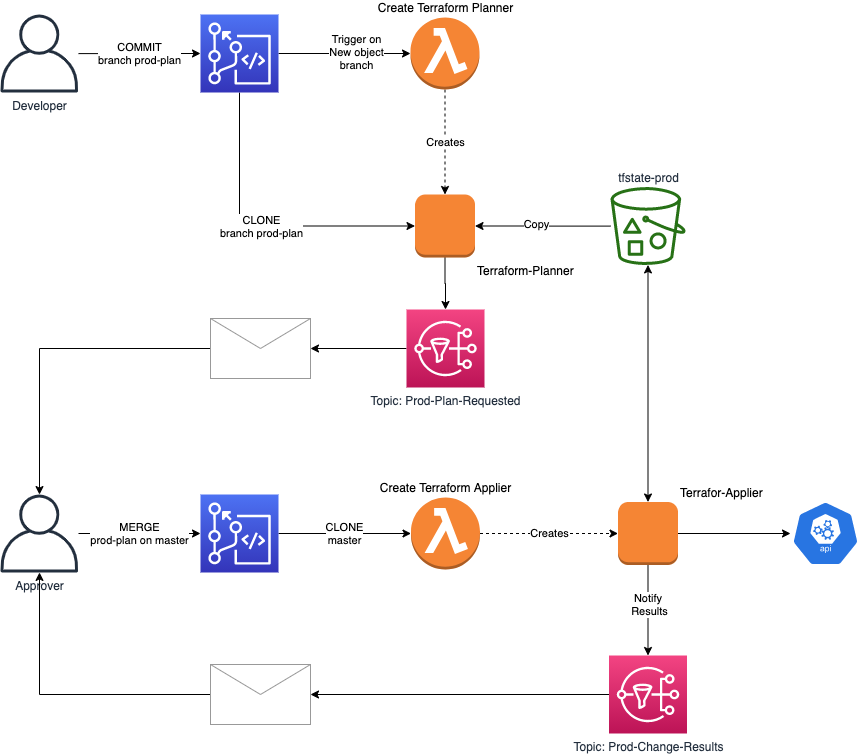 Create Terraform Planner
COMMIT
branch prod-plan
Trigger on
New object
branch
Developer
Creates
tfstate-prod
CLONE
branch prod-plan
Copy
Terraform-Planner
Topic: Prod-Plan-Requested
Create Terraform Applier
Terrafor-Applier
MERGE
prod-plan on master
CLONE
master
Creates
api
Approver
Notify
Results
Topic: Prod-Change-Results